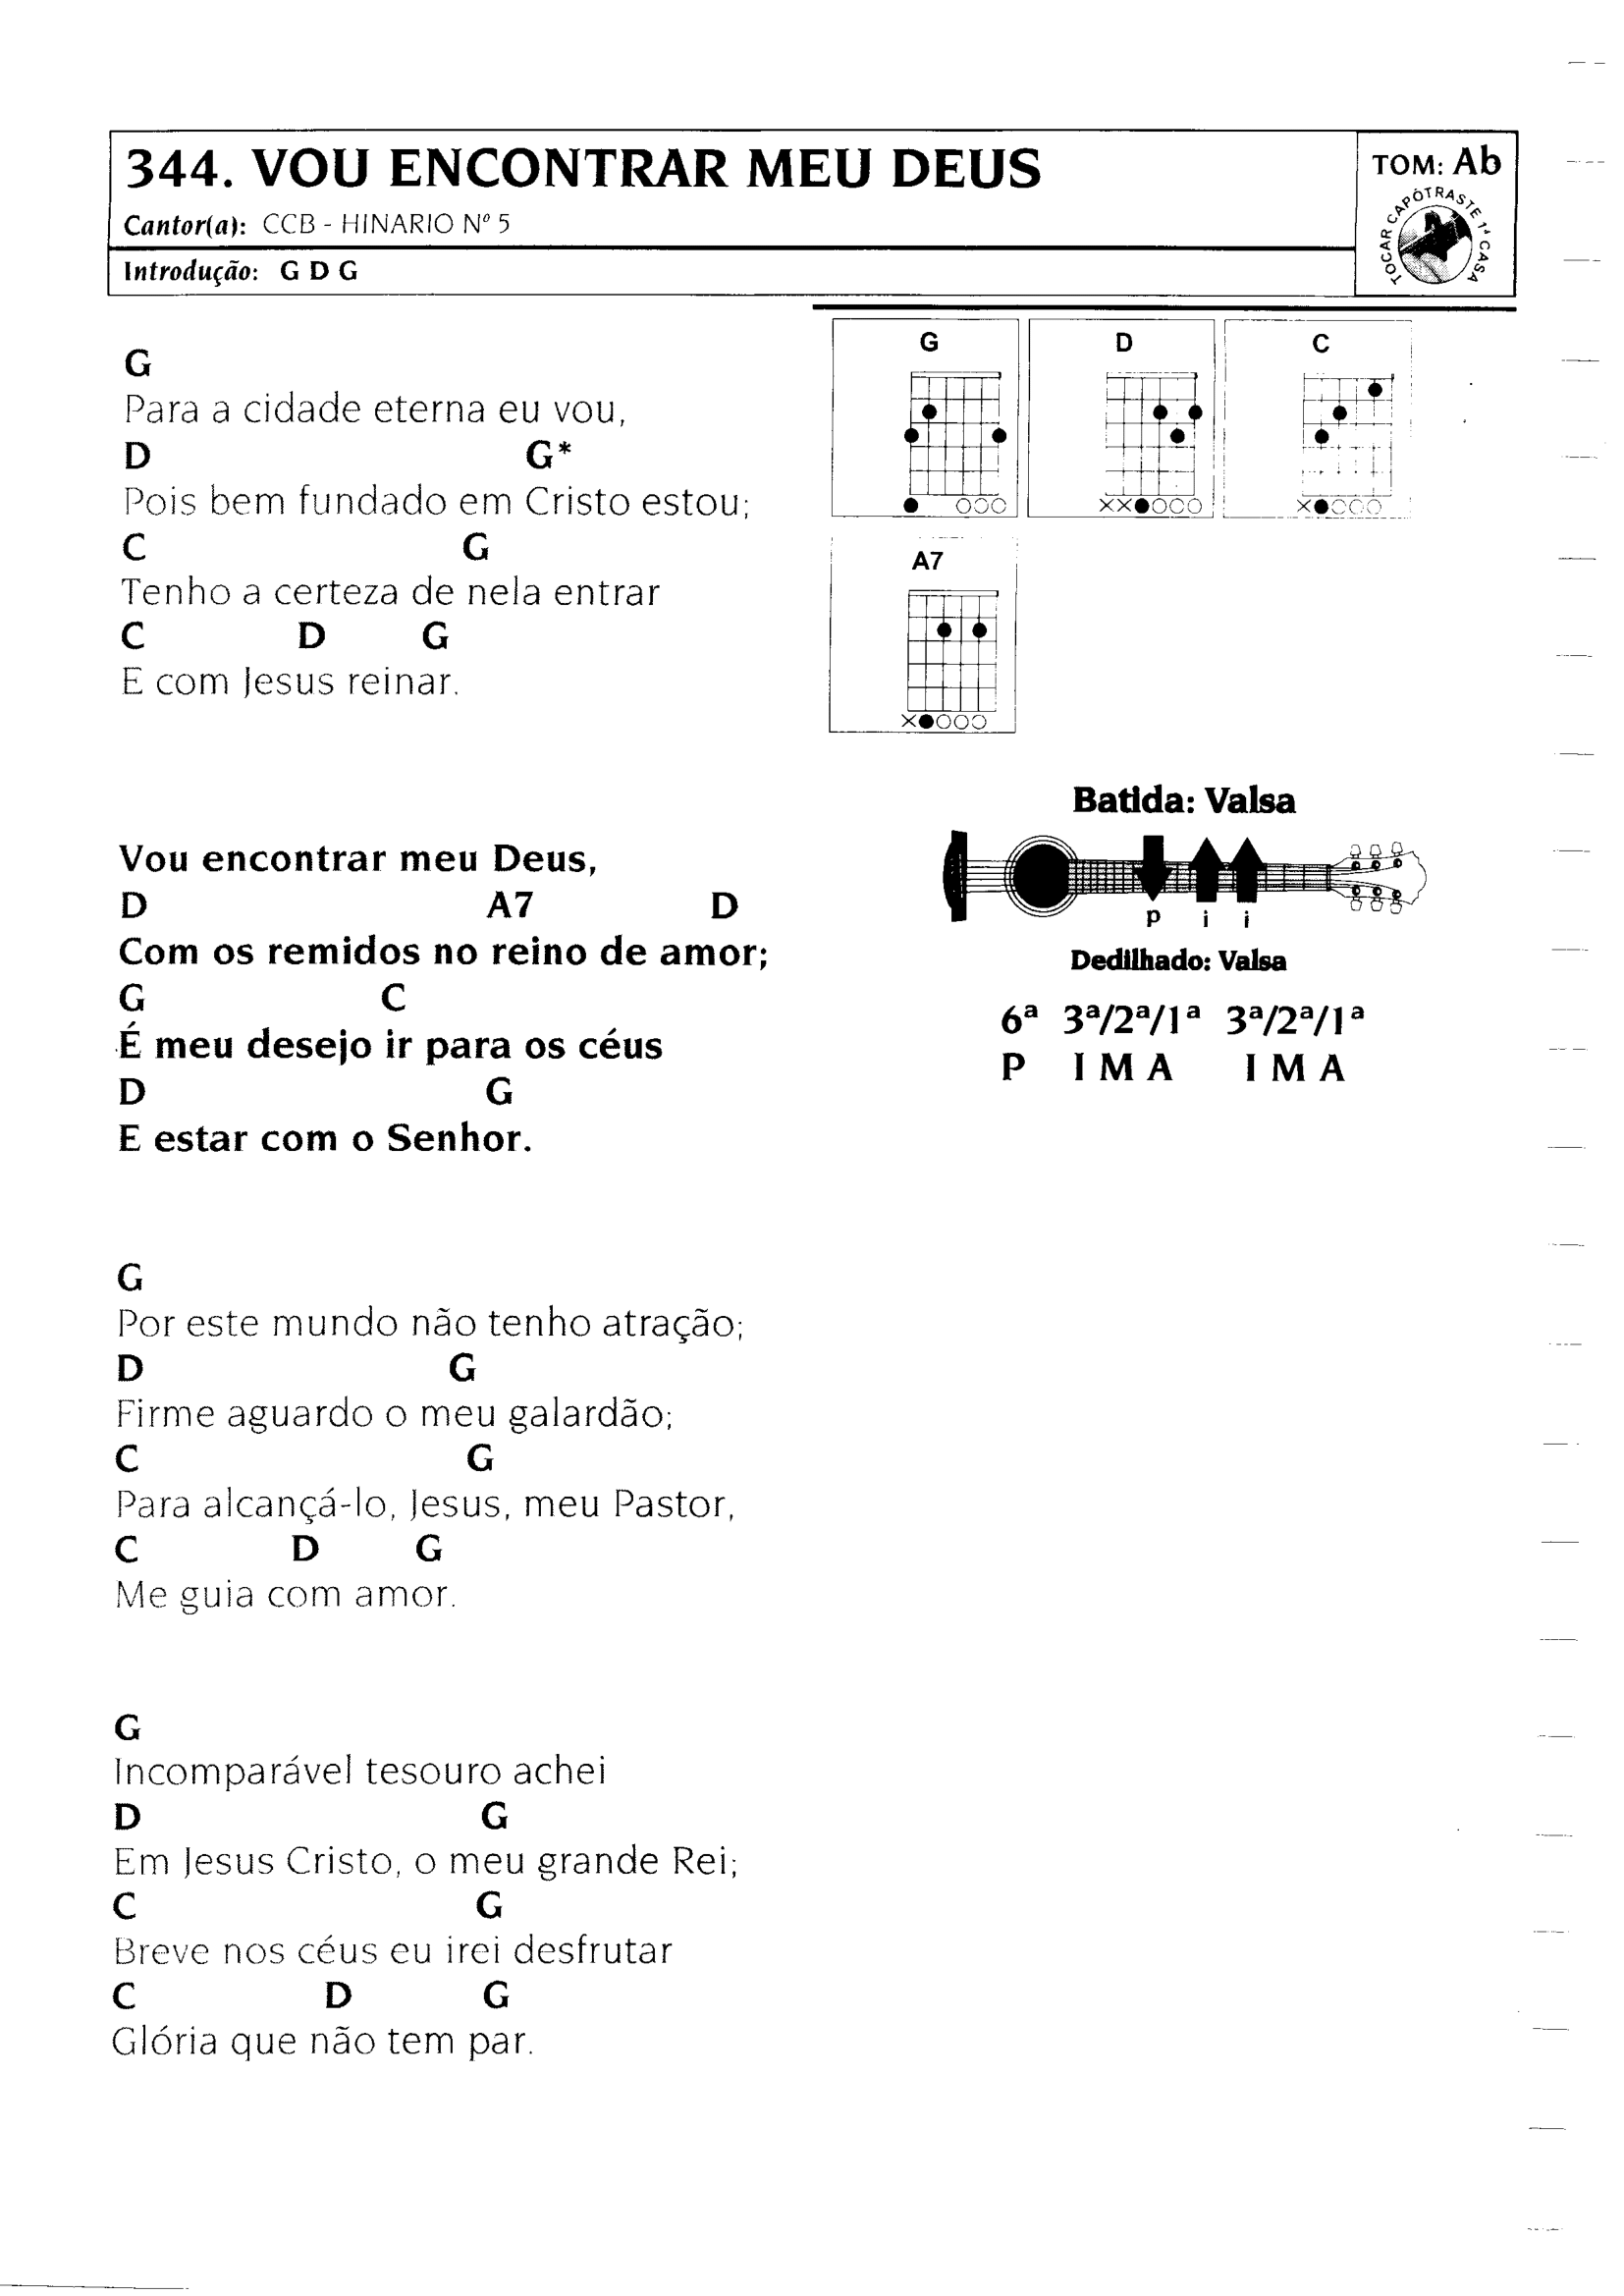 344. VOU ENCONTRAR MEU DEUS
Cantor(a): CCB - HINARIO Nº 5
Introdução: G D G
TOM: Ab
TOCAR CAPÓTRASTE 1ª CASA
G
Para a cidade eterna eu vou,
D G*
Pois bem fundado em Cristo estou;
C G
Tenho a certeza de nela entrar
C D G
E com Jesus reinar.
Vou encontrar meu Deus,
D A7 D
Com os remidos no reino de amor;
G C
É meu desejo ir para os céus
D G
E estar com o Senhor.
G
Por este mundo não tenho atração;
D G
Firme aguardo o meu galardão;
C G
Para alcançá-lo, Jesus, meu Pastor,
C D G
Me guia com amor.
G
Incomparável tesouro achei
D G
Em Jesus Cristo, o meu grande Rei;
C G
Breve nos céus eu irei desfrutar
C D G
Glória que não tem par.
G D C
A7
Batida: Valsa
p i i
Dedilhado: Valsa
6ª 3ª/2ª/1ª 3ª/2ª/1ª
P I M A I M A